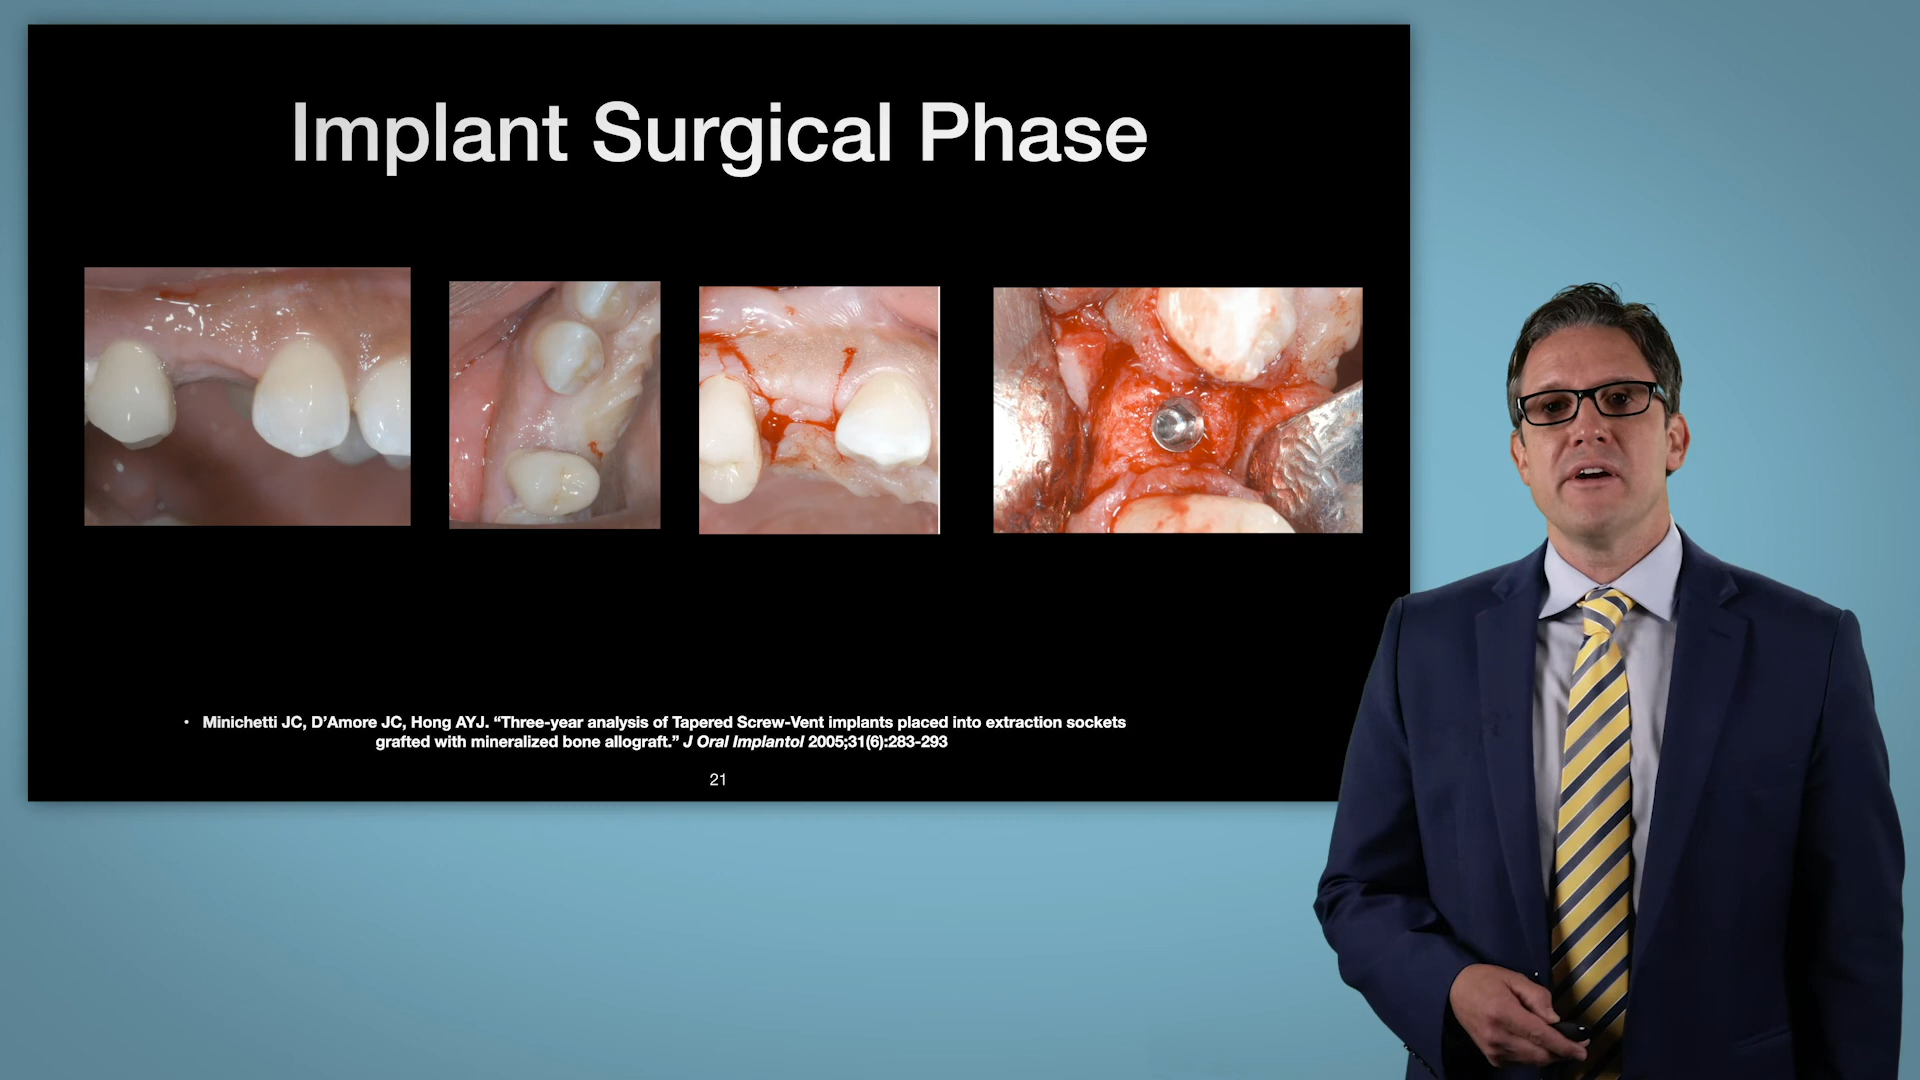 Implant Surgical Phase
• Minichetti JC, D’Amore JC, Hong AYJ. “Three-year analysis of Tapered Screw-Vent implants placed into extraction sockets
grafted with mineralized bone allograft.” J Oral Implantol 2005;31(6):283-293
21